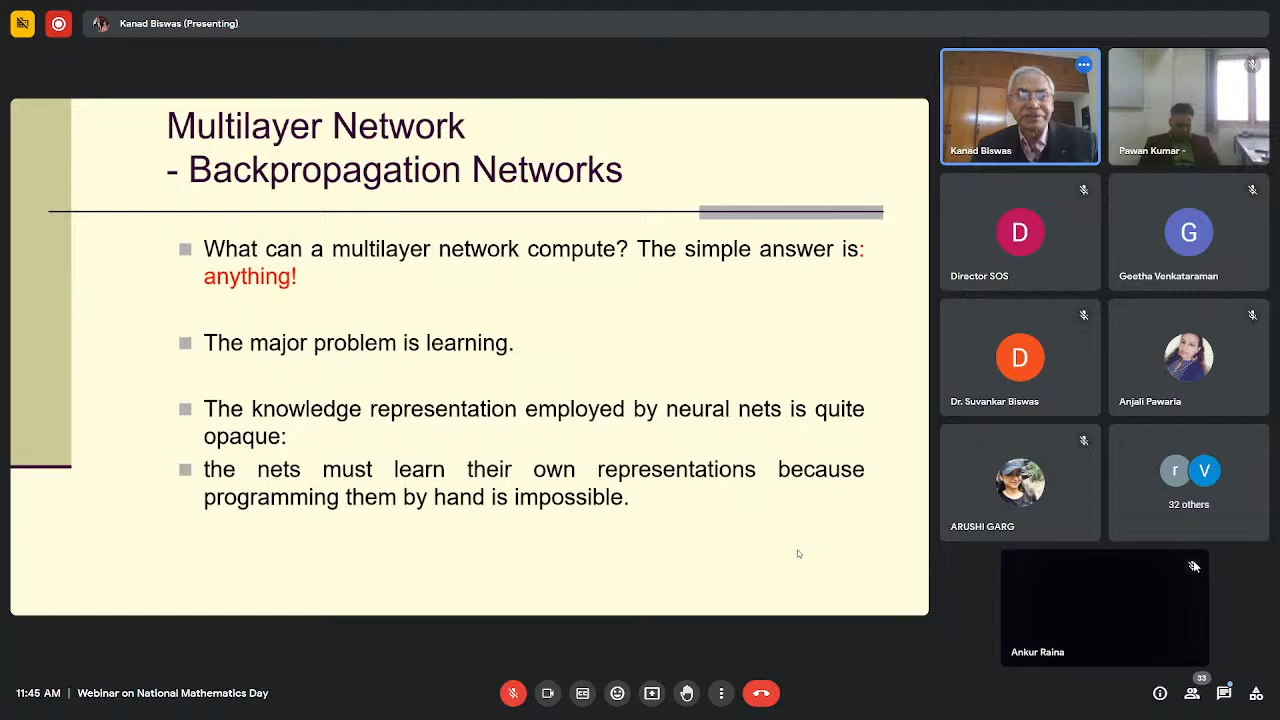 Kanad Biswas (Presenting)
Multilayer Network
- Backpropagation Networks
What can a multilayer network compute? The simple answer is:
anything!
The major problem is learning.
The knowledge representation employed by neural nets is quite
opaque:
the nets must learn their own representations because
programming them by hand is impossible.
Kanad Biswas
Pawan Kumar -
D
Director SOS
G
Geetha Venkataraman
D
Dr. Suvankar Biswas
Anjali Pawaria
ARUSHI GARG
r V
32 others
Ankur Raina
11:45 AM | Webinar on National Mathematics Day
33